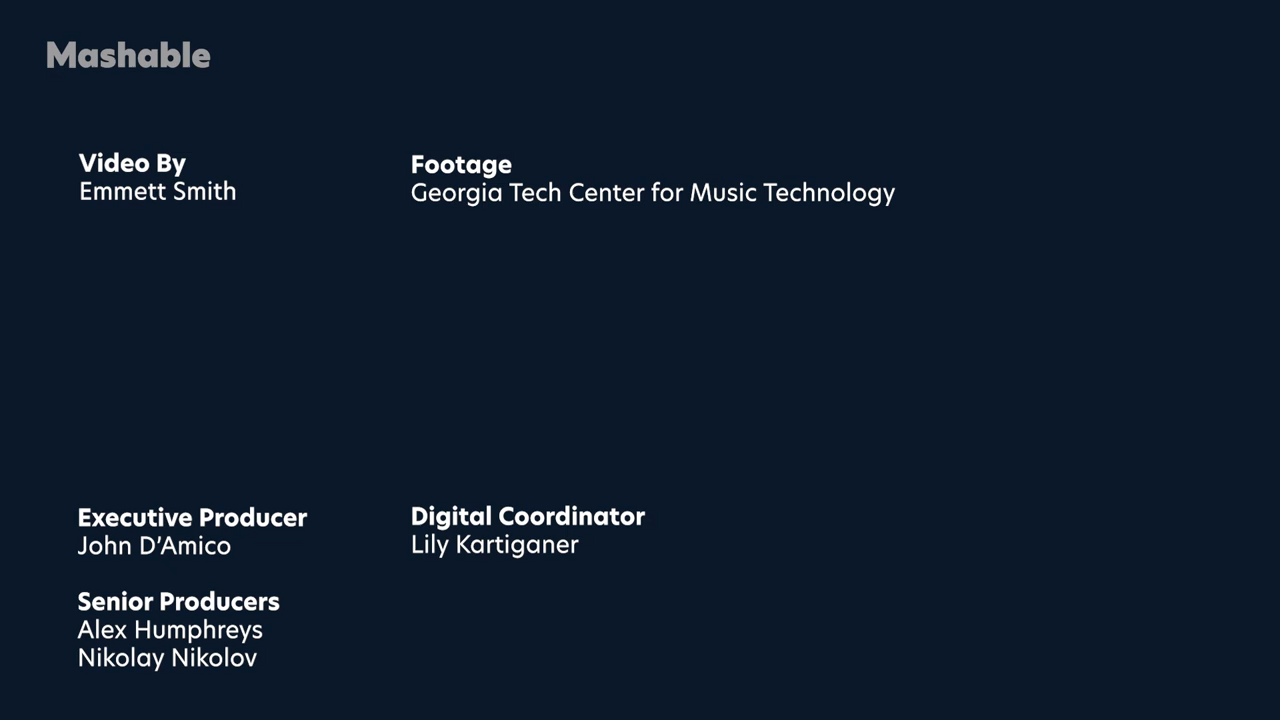 Mashable
Video By
Emmett Smith
Footage
Georgia Tech Center for Music Technology
Executive Producer
John D’Amico
Digital Coordinator
Lily Kartiganer
Senior Producers
Alex Humphreys
Nikolay Nikolov